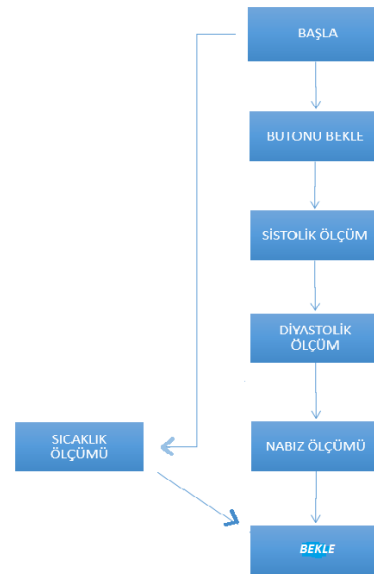 BAŞLA
BUTONU BEKLE
SİSTOLİK ÖLÇÜM
DİYASTOLİK
ÖLÇÜM
SICAKLIK
ÖLÇÜMÜ
NABIZ ÖLÇÜMÜ
BEKLE